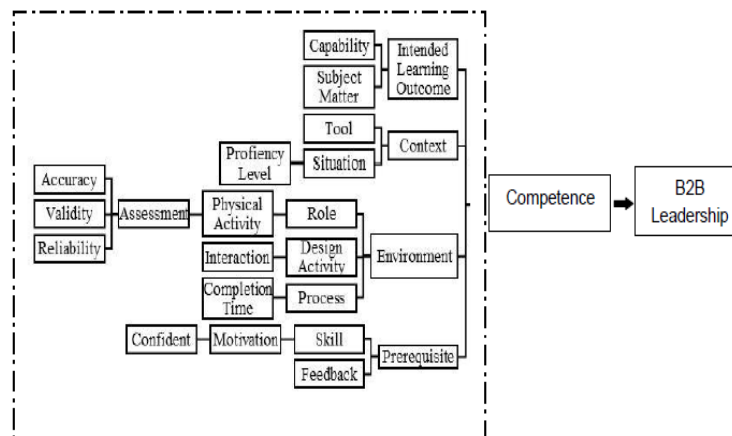 Capability
Intended
Learning
Outcome
Subject
Matter
Tool
Context
Profiency
Level
Situation
Accuracy
Validity
Reliability
Assessment
Physical
Activity
Role
Interaction
Design
Activity
Environment
Completion
Time
Process
Confident
Motivation
Skill
Feedback
Prerequisite
Competence
B2B
Leadership